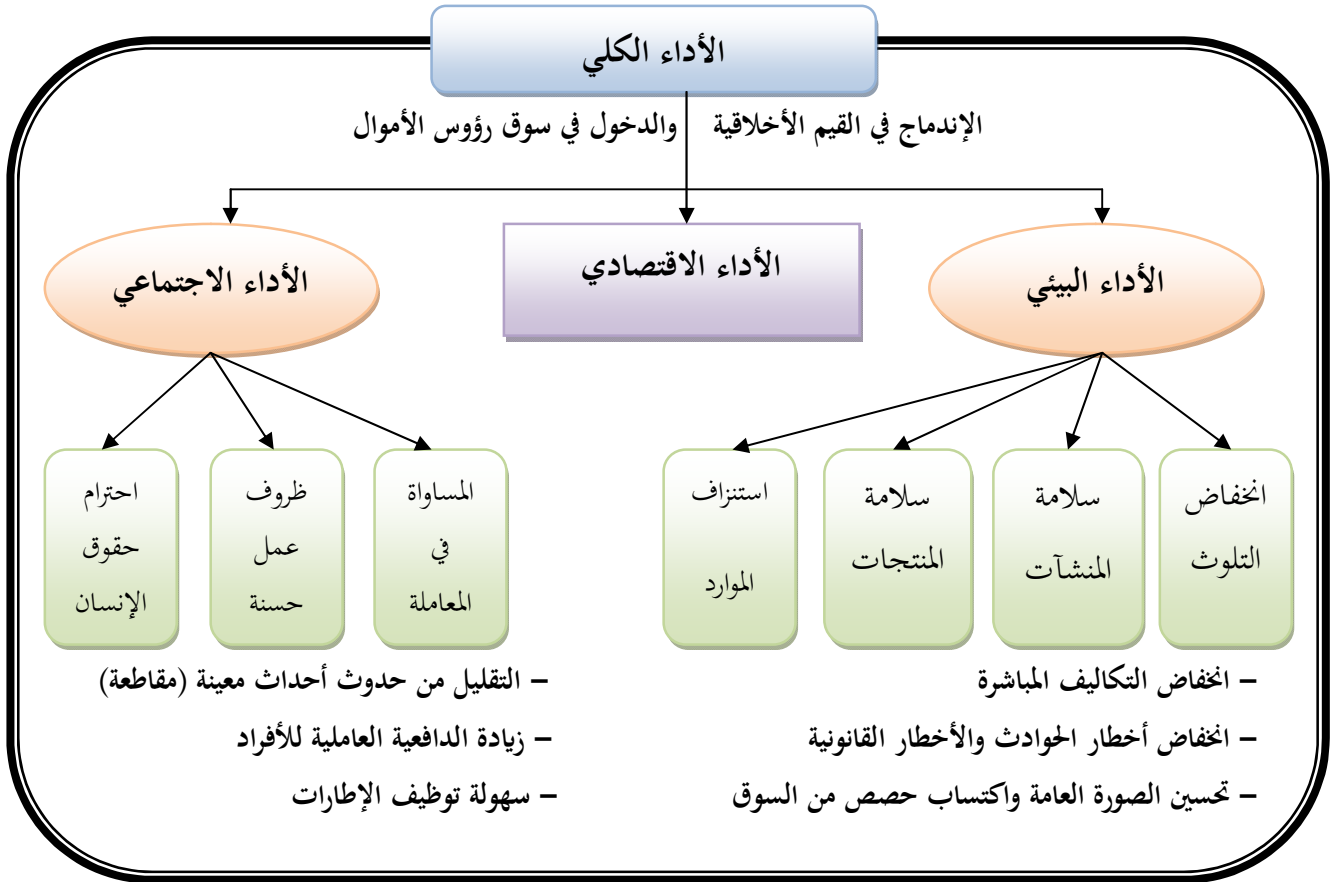 الأداء الكلي
الإندماج في القيم الأخلاقية والدخول في سوق رؤوس الأموال
الأداء البيئي
الأداء الاقتصادي
الأداء الاجتماعي
انخفاض
التلوث
سلامة
المنشآت
سلامة
المنتجات
استنزاف
الموارد
المساواة
في
المعاملة
ظروف
عمل
حسنة
احترام
حقوق
الإنسان
– انخفاض التكاليف المباشرة
– انخفاض أخطار الحوادث والأخطار القانونية
– تحسين الصورة العامة واكتساب حصص من السوق
– التقليل من حدوث أحداث معينة (مقاطعة)
– زيادة الدافعية العاملية للأفراد
– سهولة توظيف الإطارات